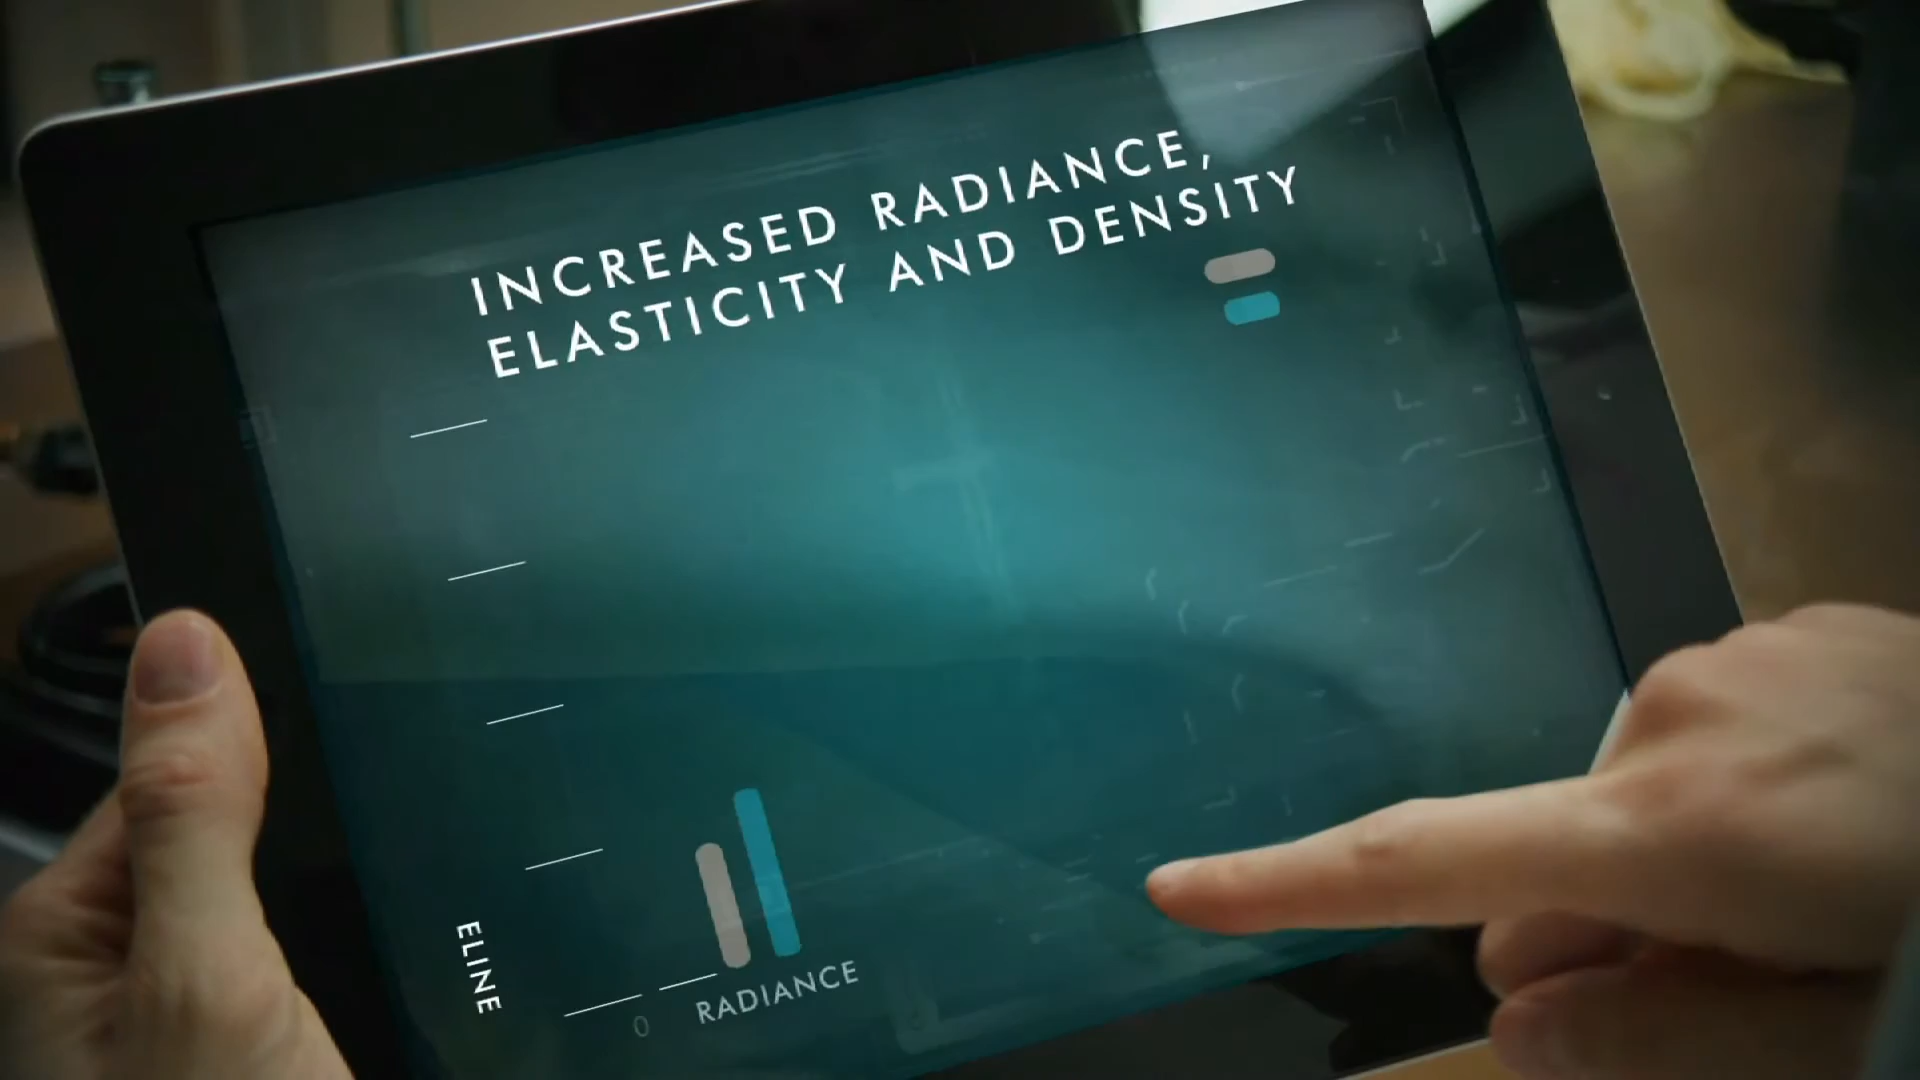 INCREASED RADIANCE,
ELASTICITY AND DENSITY
ELINE
0
RADIANCE